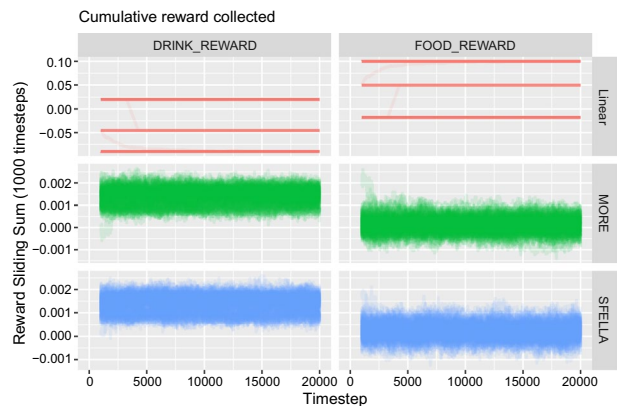 Cumulative reward collected
DRINK_REWARD FOOD_REWARD
Reward Sliding Sum (1000 timesteps)
0.10
0.05
0.00
−0.05
Linear
0.002
0.001
0.000
−0.001
MORE
0.002
0.001
0.000
−0.001
SFELLA
0 5000 10000 15000 20000 0 5000 10000 15000 20000
Timestep